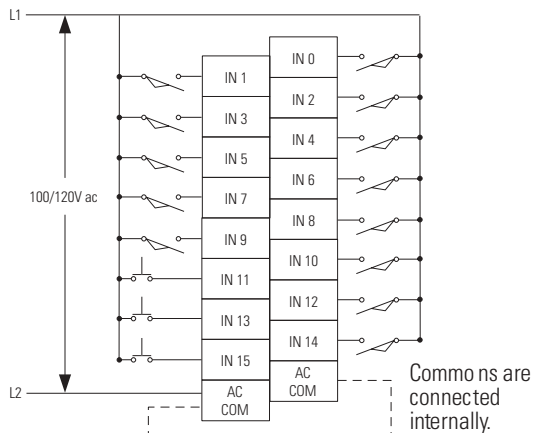 L1
IN 0
IN 1
IN 2
IN 3
IN 4
IN 5
IN 6
100/120V ac
IN 7
IN 8
IN 9
IN 10
IN 11
IN 12
IN 13
IN 14
IN 15
AC
COM
L2
AC
COM
Commo ns are
connected
internally.